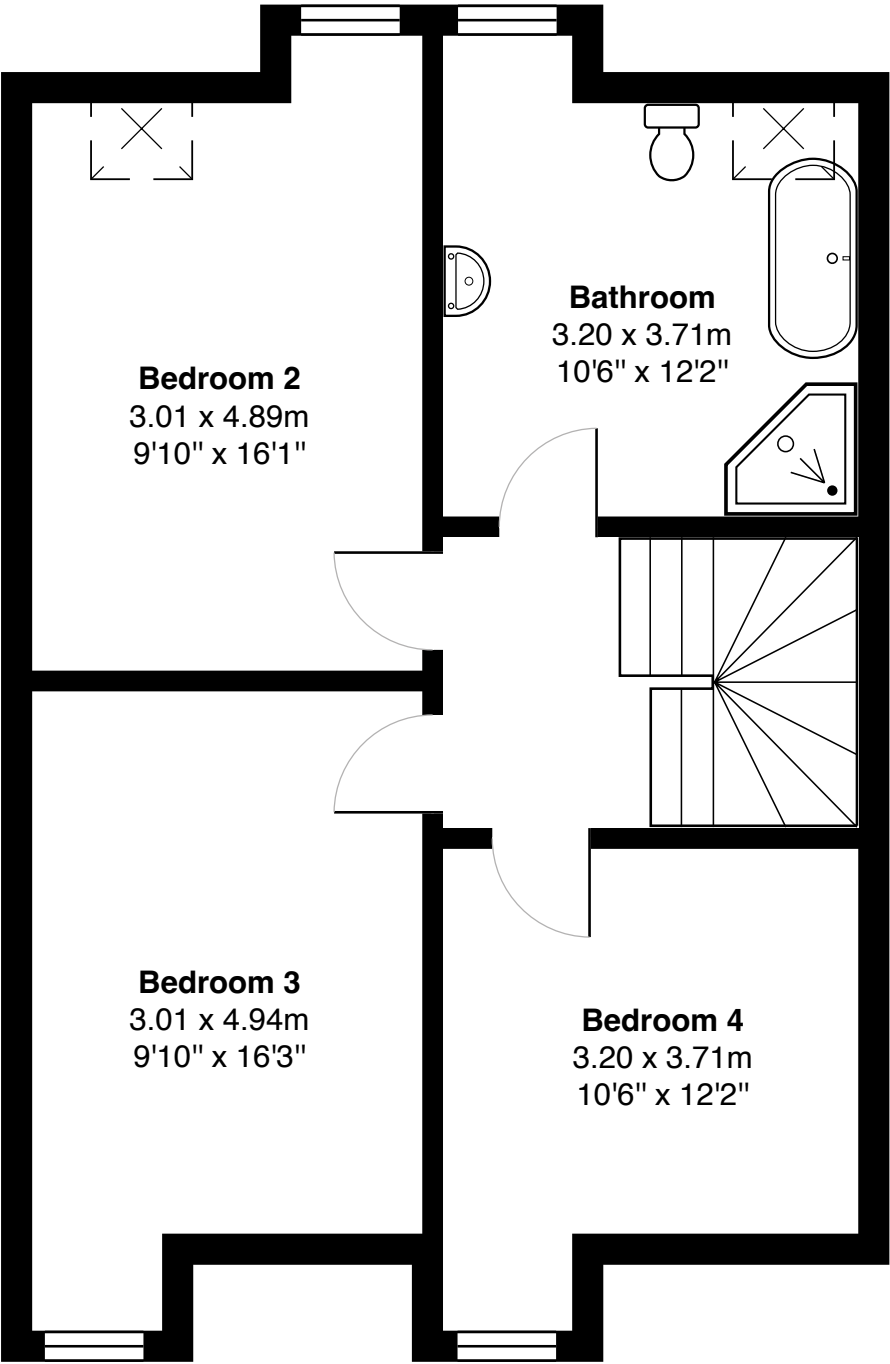 Bathroom
3.20 x 3.71m
10'6" x 12'2"
Bedroom 2
3.01 x 4.89m
9'10" x 16'1"
Bedroom 3
3.01 x 4.94m
9'10" x 16'3"
Bedroom 4
3.20 x 3.71m
10'6" x 12'2"